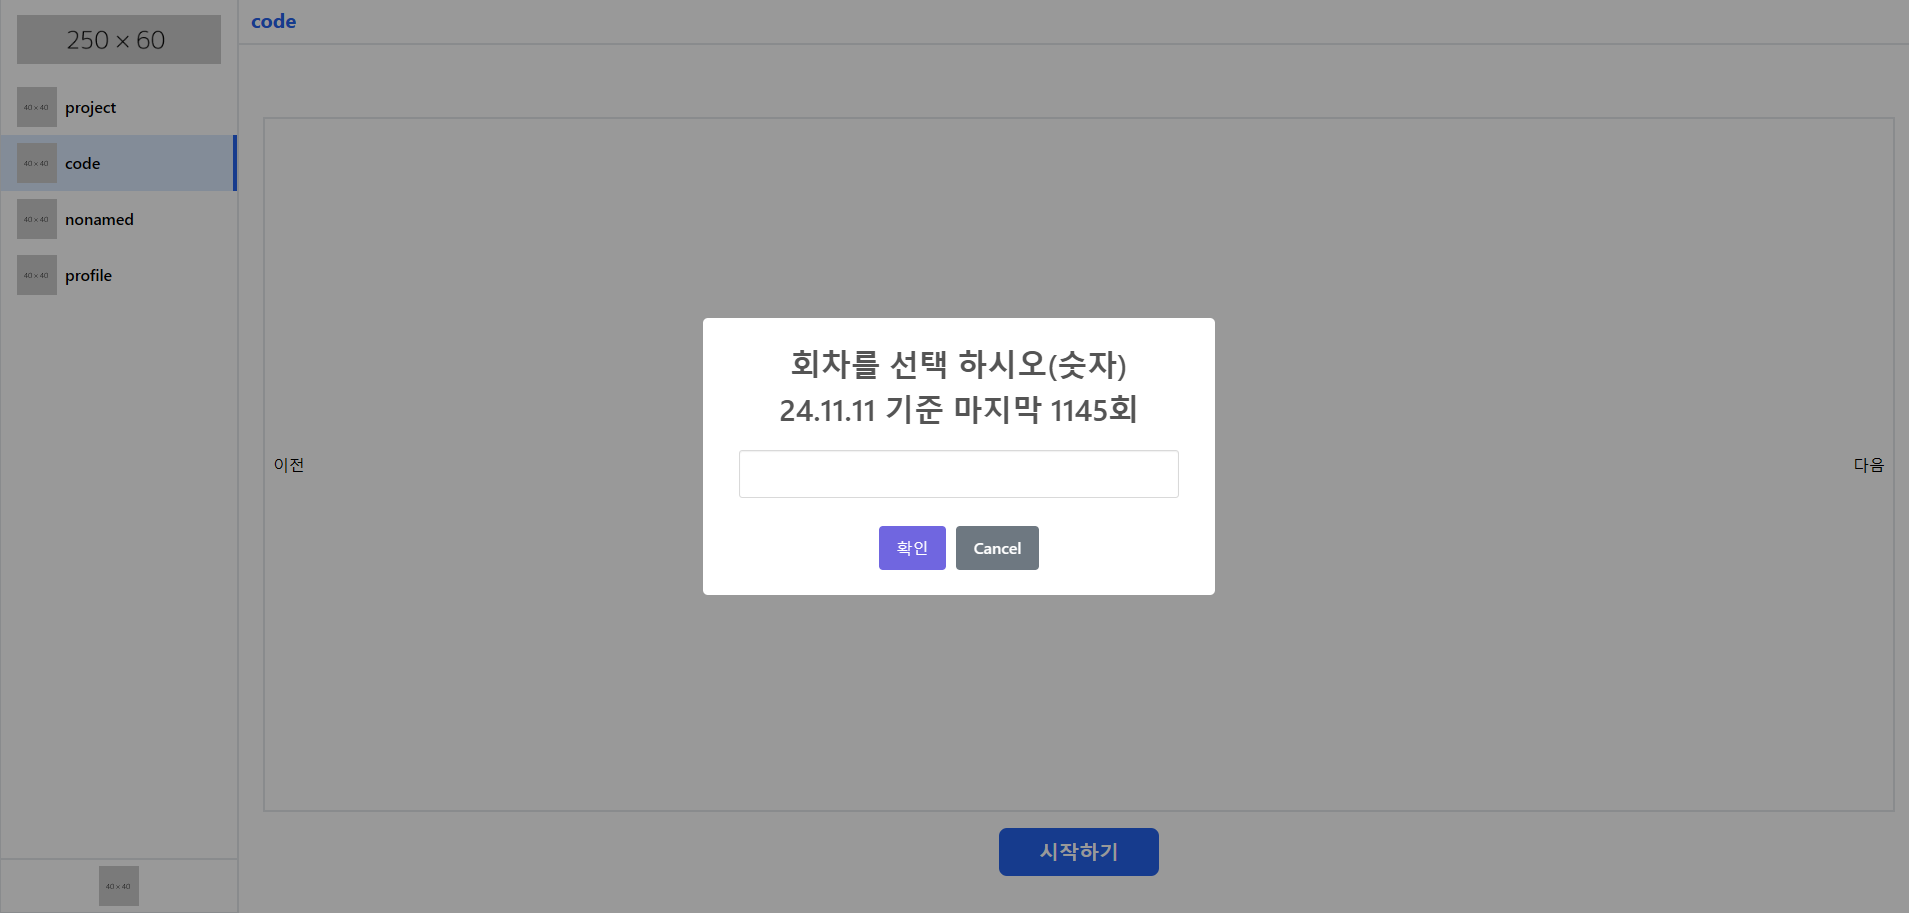 250 × 60
code
40 × 40
project
40 × 40
code
40 × 40
nonamed
40 × 40
profile
회차를 선택 하시오(숫자)
24.11.11 기준 마지막 1145회
이전
다음
확인
Cancel
시작하기
40 × 40